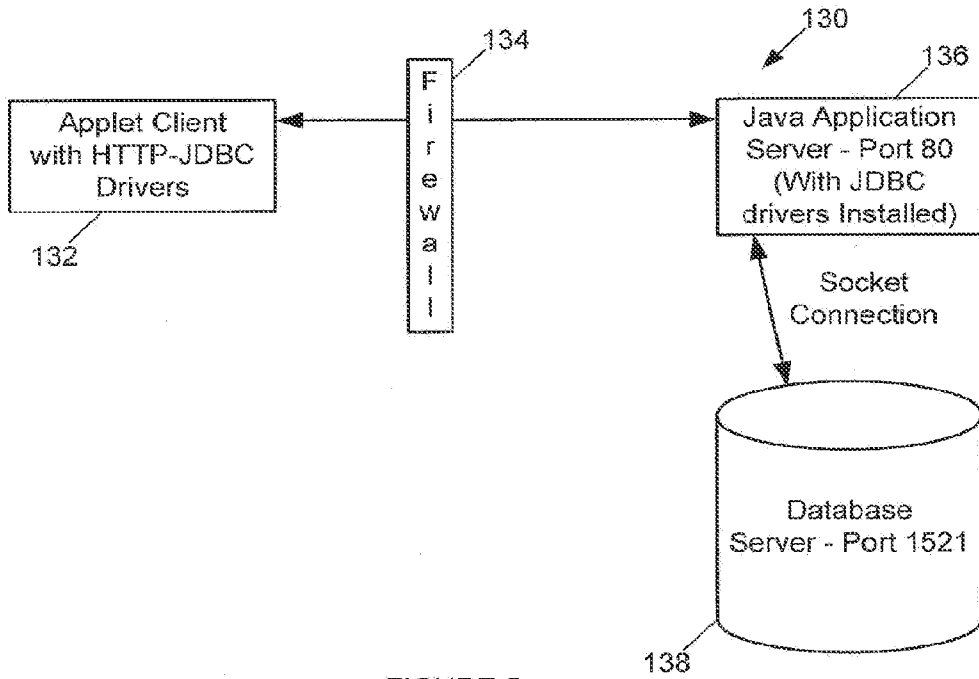 130
134
136
Firewall
Applet Client
with HTTP-JDBC
Drivers
132
Java Application
Server - Port 80
(With JDBC
drivers Installed)
Socket
Connection
Database
Server - Port 1521
138